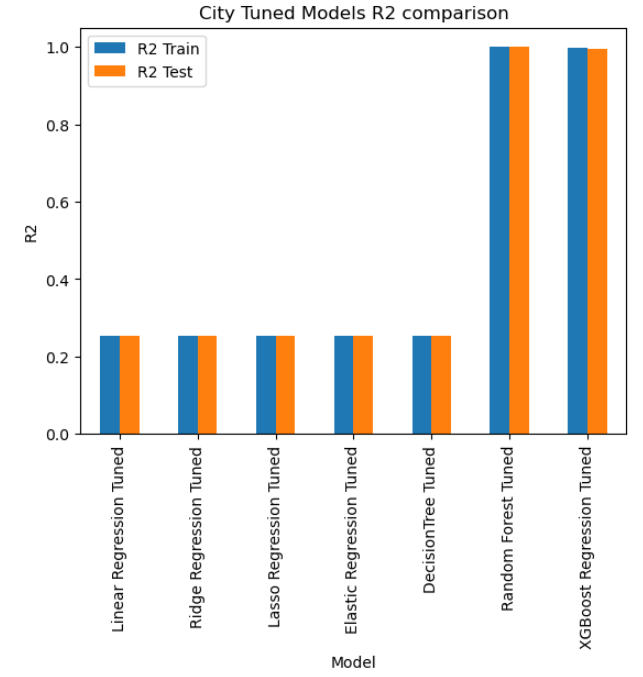 City Tuned Models R2 comparison
R2 Train
R2 Test
1.0
0.8
0.6
0.4
0.2
0.0
R2
Linear Regression Tuned
Ridge Regression Tuned
Lasso Regression Tuned
Elastic Regression Tuned
DecisionTree Tuned
Random Forest Tuned
XGBoost Regression Tuned
Model